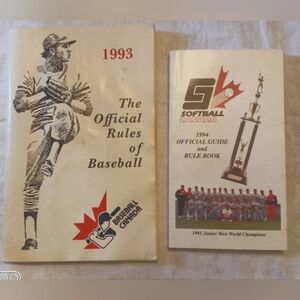 1993
The
Official
Rules
of
Baseball
BASEBALL
CANADA
S
SOFTBALL
CANADA
1994
OFFICIAL GUIDE
and
RULE BOOK
1993 Junior Men World Champions